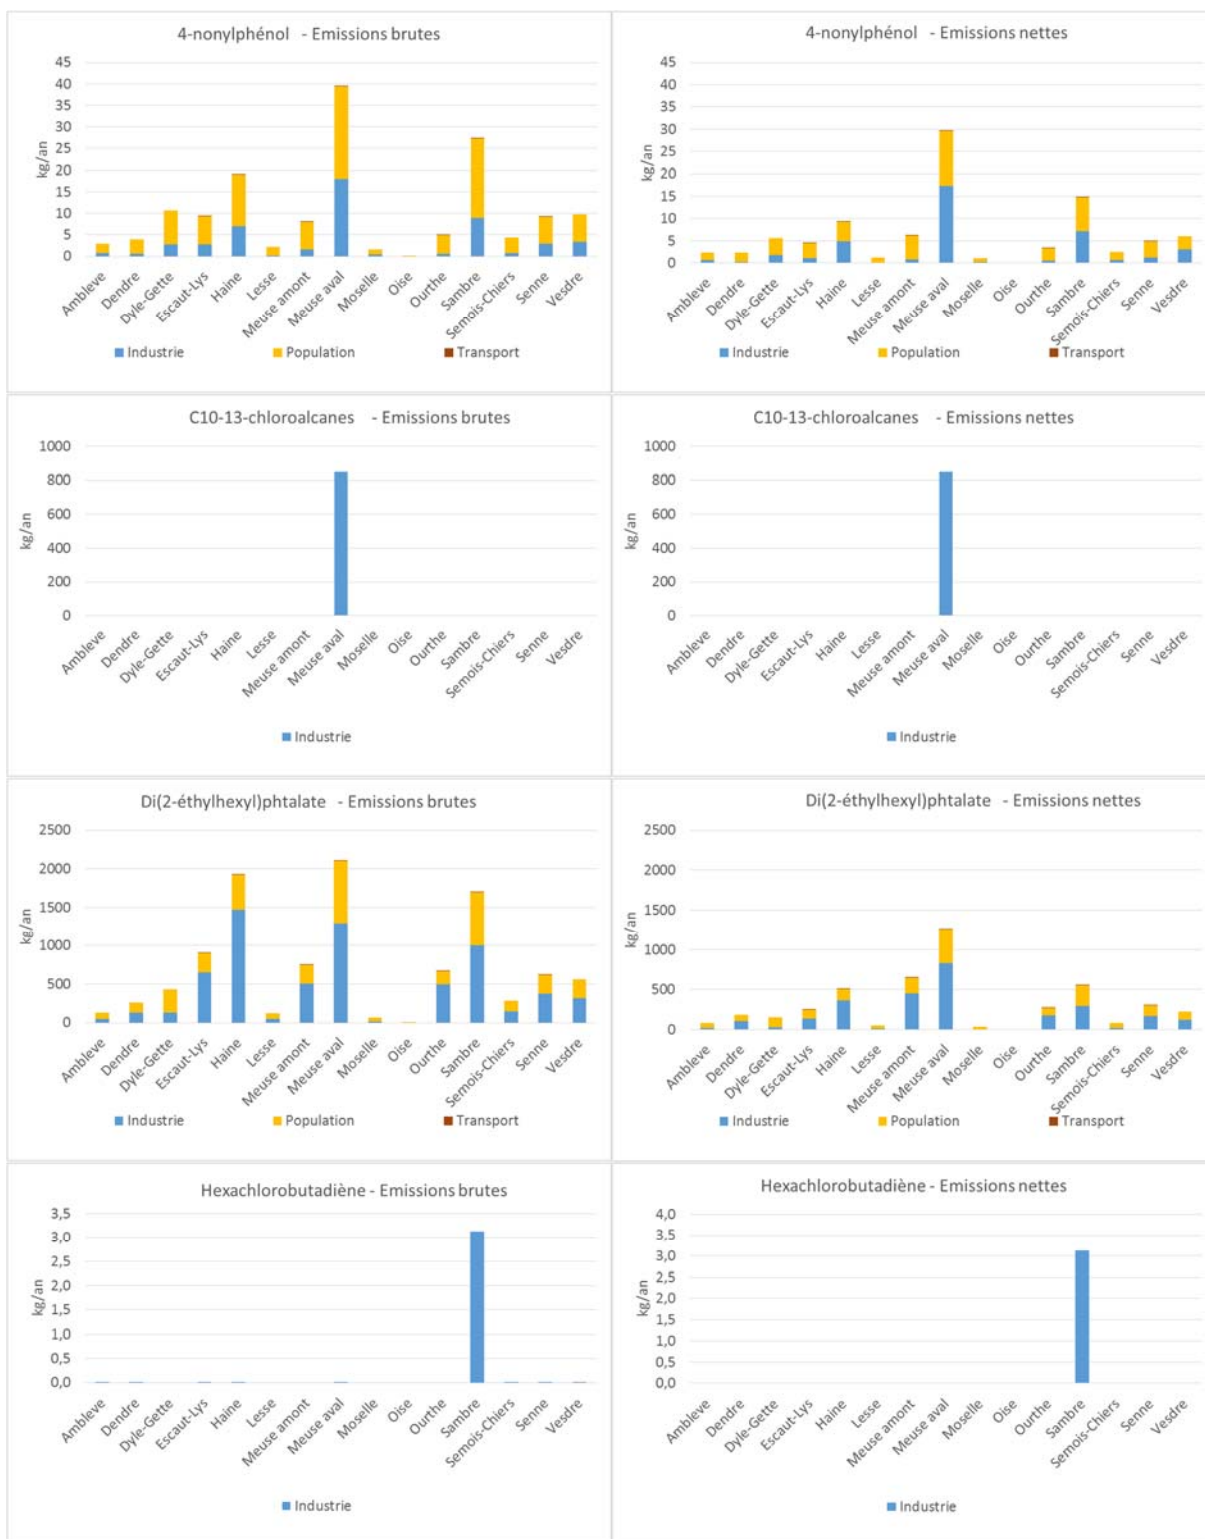 4-nonylphénol - Emissions brutes
kg/an
45
40
35
30
25
20
15
10
5
0
Ambleve
Dendre
Dyle-Gette
Escaut-Lys
Haine
Lesse
Meuse amont
Meuse aval
Moselle
Oise
Ourthe
Sambre
Semois-Chiers
Senne
Vesdre
Industrie Population Transport
4-nonylphénol - Emissions nettes
kg/an
45
40
35
30
25
20
15
10
5
0
Ambleve
Dendre
Dyle-Gette
Escaut-Lys
Haine
Lesse
Meuse amont
Meuse aval
Moselle
Oise
Ourthe
Sambre
Semois-Chiers
Senne
Vesdre
Industrie Population Transport
C10-13-chloroalcanes - Emissions brutes
kg/an
1000
800
600
400
200
0
Ambleve
Dendre
Dyle-Gette
Escaut-Lys
Haine
Lesse
Meuse amont
Meuse aval
Moselle
Oise
Ourthe
Sambre
Semois-Chiers
Senne
Vesdre
Industrie
C10-13-chloroalcanes - Emissions nettes
kg/an
1000
800
600
400
200
0
Ambleve
Dendre
Dyle-Gette
Escaut-Lys
Haine
Lesse
Meuse amont
Meuse aval
Moselle
Oise
Ourthe
Sambre
Semois-Chiers
Senne
Vesdre
Industrie
Di(2-éthylhexyl)phtalate - Emissions brutes
kg/an
2500
2000
1500
1000
500
0
Ambleve
Dendre
Dyle-Gette
Escaut-Lys
Haine
Lesse
Meuse amont
Meuse aval
Moselle
Oise
Ourthe
Sambre
Semois-Chiers
Senne
Vesdre
Industrie Population Transport
Di(2-éthylhexyl)phtalate - Emissions nettes
kg/an
2500
2000
1500
1000
500
0
Ambleve
Dendre
Dyle-Gette
Escaut-Lys
Haine
Lesse
Meuse amont
Meuse aval
Moselle
Oise
Ourthe
Sambre
Semois-Chiers
Senne
Vesdre
Industrie Population Transport
Hexachlorobutadiène - Emissions brutes
kg/an
3,5
3,0
2,5
2,0
1,5
1,0
0,5
0,0
Ambleve
Dendre
Dyle-Gette
Escaut-Lys
Haine
Lesse
Meuse amont
Meuse aval
Moselle
Oise
Ourthe
Sambre
Semois-Chiers
Senne
Vesdre
Industrie
Hexachlorobutadiène - Emissions nettes
kg/an
4,0
3,5
3,0
2,5
2,0
1,5
1,0
0,5
0,0
Ambleve
Dendre
Dyle-Gette
Escaut-Lys
Haine
Lesse
Meuse amont
Meuse aval
Moselle
Oise
Ourthe
Sambre
Semois-Chiers
Senne
Vesdre
Industrie